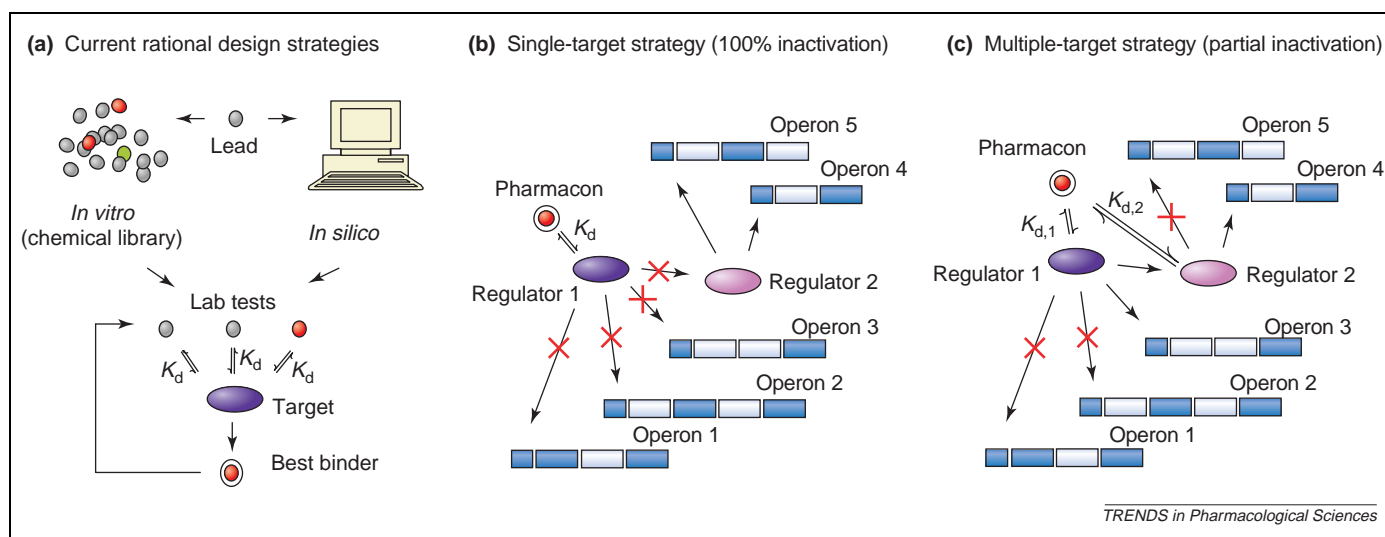 (a) Current rational design strategies
Lead
In vitro
(chemical library)
In silico
Lab tests
Kd
Kd
Kd
Target
Best binder
(b) Single-target strategy (100% inactivation)
Operon 5
Operon 4
Pharmacon
Kd
Regulator 1
Regulator 2
Operon 3
Operon 2
Operon 1
(c) Multiple-target strategy (partial inactivation)
Operon 5
Pharmacon
Operon 4
Kd,2
Kd,1
Regulator 1
Regulator 2
Operon 3
Operon 2
Operon 1
TRENDS in Pharmacological Sciences